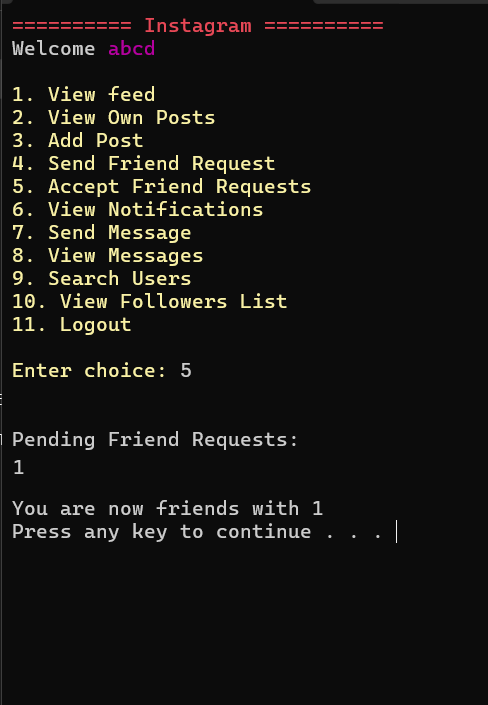 ========== Instagram ==========
Welcome abcd
1. View feed
2. View Own Posts
3. Add Post
4. Send Friend Request
5. Accept Friend Requests
6. View Notifications
7. Send Message
8. View Messages
9. Search Users
10. View Followers List
11. Logout
Enter choice: 5
Pending Friend Requests:
1
You are now friends with 1
Press any key to continue . . .